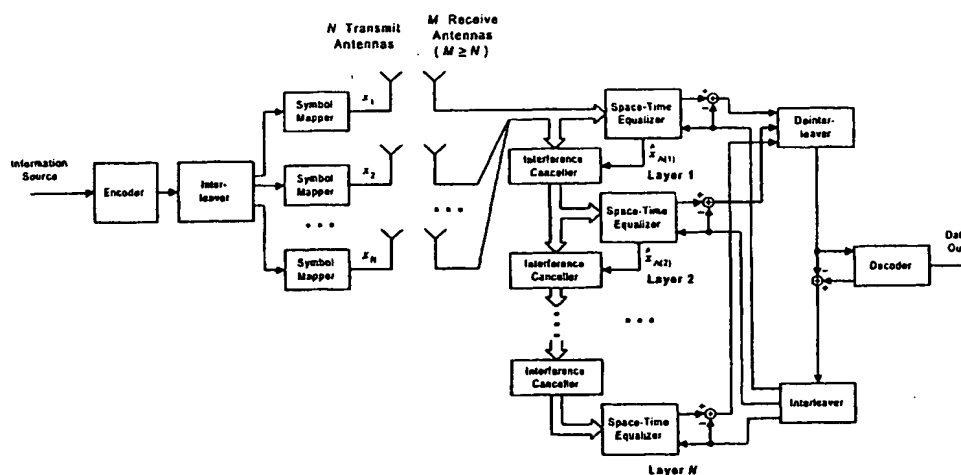 N Transmit
Antennas
M Receive
Antennas
( M ≥ N )
Information
Source
Encoder
Inter-
leaver
Symbol
Mapper
x1
Symbol
Mapper
x2
Symbol
Mapper
xN
Space-Time
Equalizer
Interference
Canceller
x̂A(1)
Layer 1
Space-Time
Equalizer
Interference
Canceller
x̂A(2)
Layer 2
Interference
Canceller
Space-Time
Equalizer
Layer N
+
−
+
−
+
−
Deinter-
leaver
−
+
Decoder
Interleaver